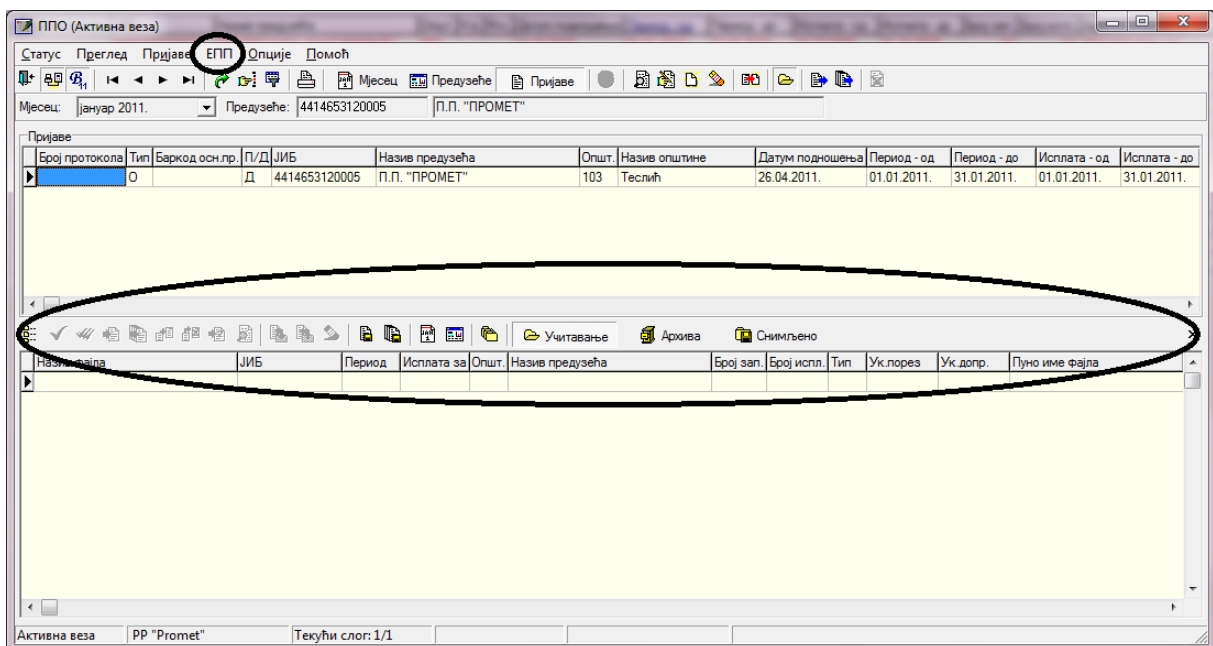 ППО (Активна веза)
Статус Преглед Пријаве ЕПП Опције Помоћ
Мјесец Предузеће Пријаве
Мјесец: јануар 2011. Предузеће: 4414653120005 П.П. "ПРОМЕТ"
Пријаве
Број протокола Тип Баркод осн.пр. П/Д ЈИБ Назив предузећа Општ. Назив општине Датум подношења Период - од Период - до Исплата - од Исплата - до
О Д 4414653120005 П.П. "ПРОМЕТ" 103 Теслић 26.04.2011. 01.01.2011. 31.01.2011. 01.01.2011. 31.01.2011.
Учитавање Архива Снимљено
Назив фајла ЈИБ Период Исплата за Општ. Назив предузећа Број зап. Број испл. Тип Ук.порез Ук.допр. Пуно име фајла
Активна веза PP "Promet" Текући слог: 1/1